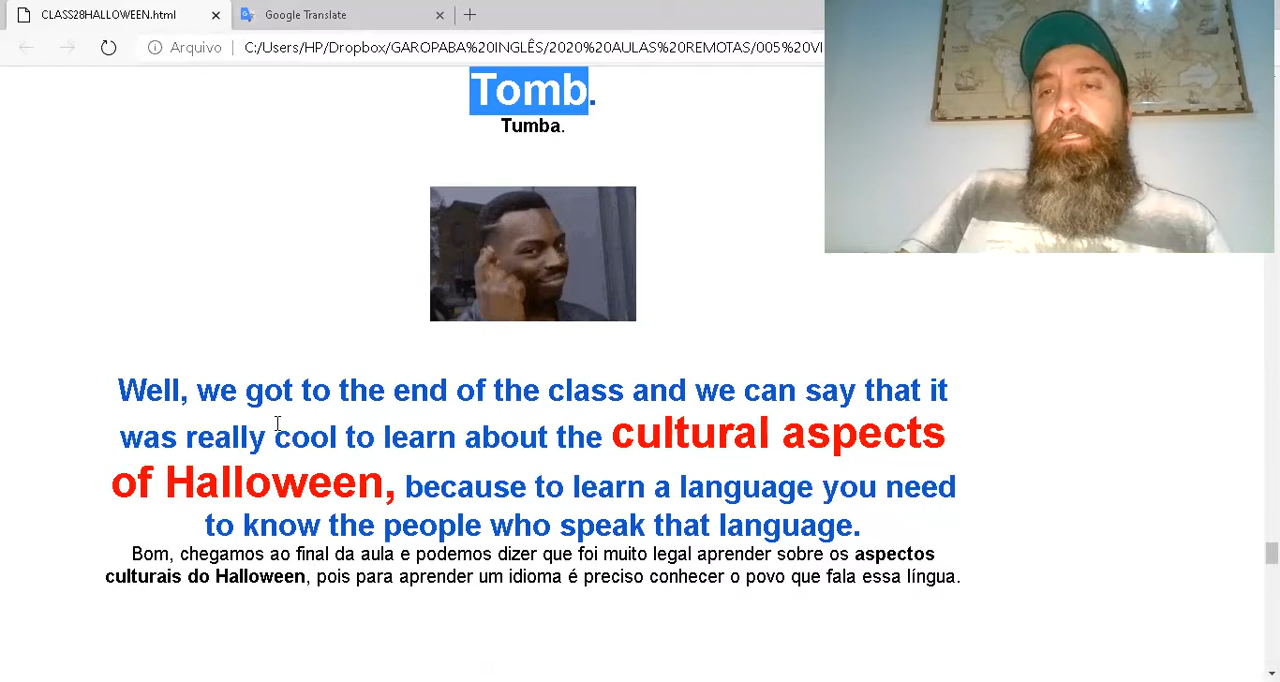 CLASS28HALLOWEEN.html
Google Translate
Arquivo
C:/Users/HP/Dropbox/GAROPABA%20INGLÊS/2020%20AULAS%20REMOTAS/005%20VI
Tomb.
Tumba.
Well, we got to the end of the class and we can say that it
was really cool to learn about the cultural aspects
of Halloween, because to learn a language you need
to know the people who speak that language.
Bom, chegamos ao final da aula e podemos dizer que foi muito legal aprender sobre os aspectos
culturais do Halloween, pois para aprender um idioma é preciso conhecer o povo que fala essa língua.